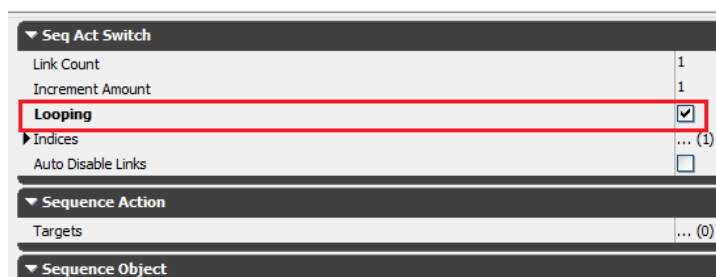 Seq Act Switch
Link Count 1
Increment Amount 1
Looping
Indices ... (1)
Auto Disable Links
Sequence Action
Targets ... (0)
Sequence Object